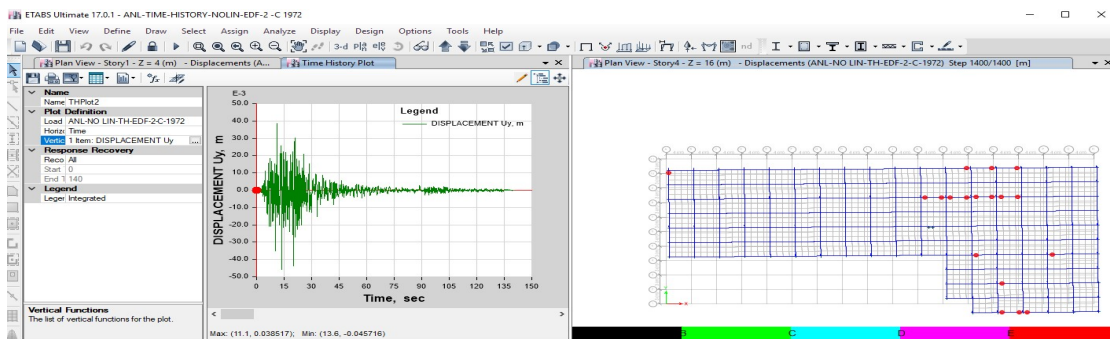 ETABS Ultimate 17.0.1 - ANL-TIME-HISTORY-NOLIN-EDF-2 -C 1972
File Edit View Define Draw Select Assign Analyze Display Design Options Tools Help
3-d nd
Plan View - Story1 - Z = 4 (m) - Displacements (A...
Time History Plot
Plan View - Story4 - Z = 16 (m) - Displacements (ANL-NO LIN-TH-EDF-2-C-1972) Step 1400/1400 [m]
Name
Name THPlot2
Plot Definition
Load ANL-NO LIN-TH-EDF-2-C-1972
Horiz Time
Vertic 1 Item: DISPLACEMENT Uy ...
Response Recovery
Reco All
Start 0
End T 140
Legend
Leger Integrated
Vertical Functions
The list of vertical functions for the plot.
E-3
50.0
40.0
30.0
20.0
10.0
0.0
-10.0
-20.0
-30.0
-40.0
-50.0
DISPLACEMENT Uy, m
Legend
DISPLACEMENT Uy, m
0 15 30 45 60 75 90 105 120 135 150
Time, sec
Max: (11.1, 0.038517); Min: (13.6, -0.045716)
B C D E